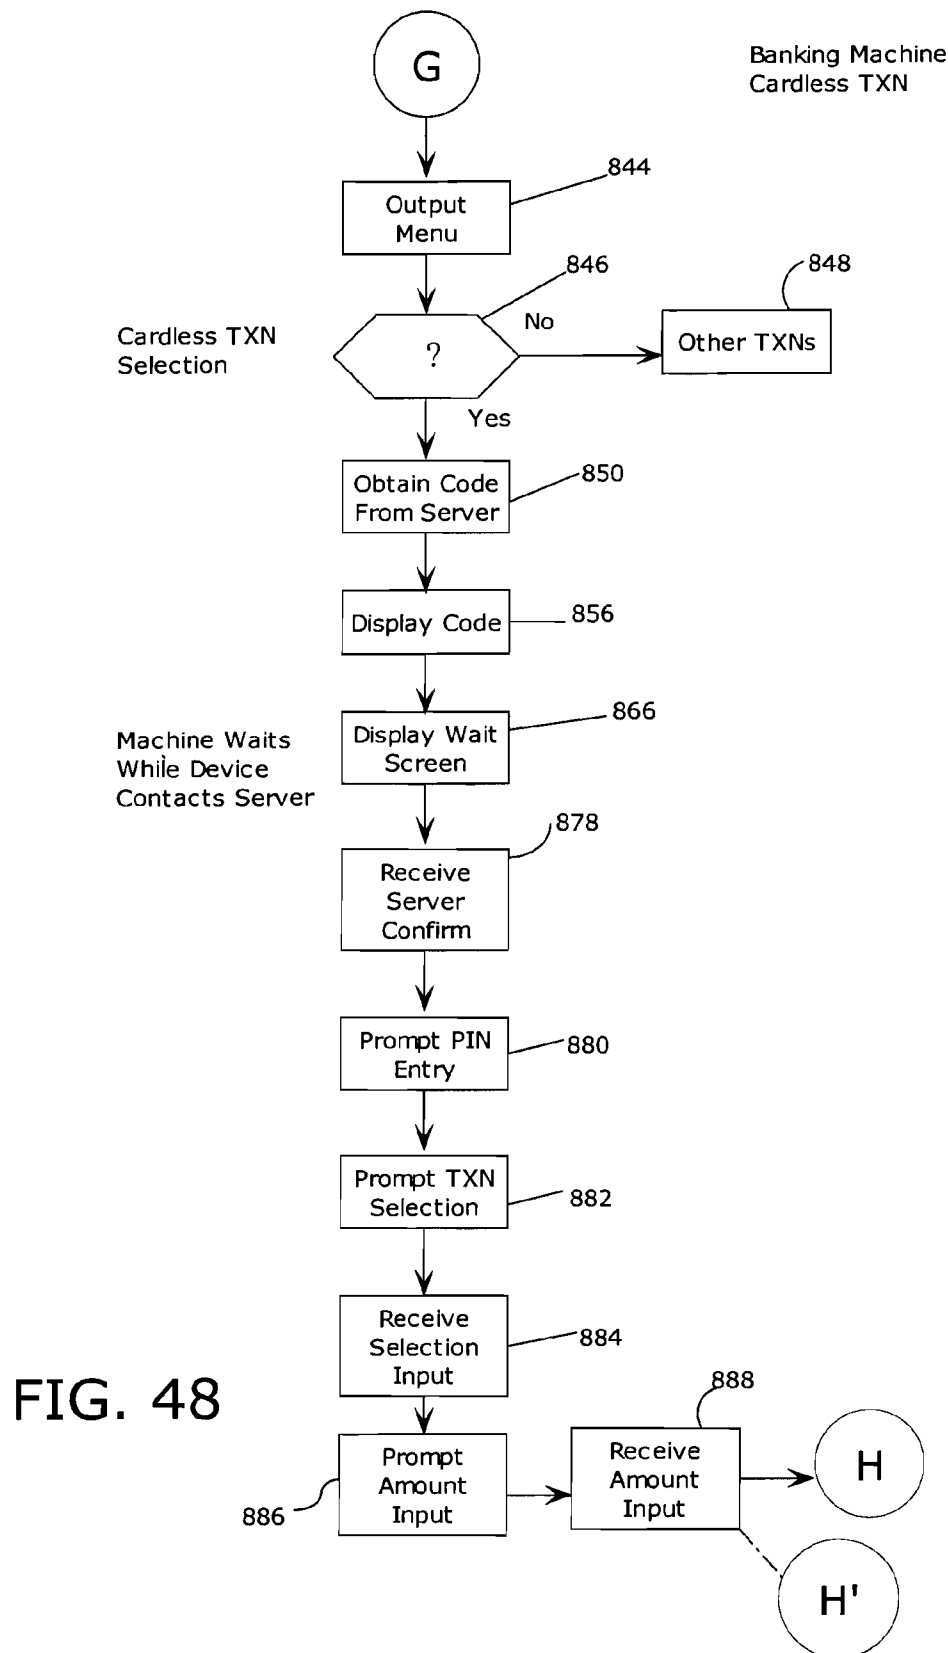 G
Banking Machine
Cardless TXN
844
Output
Menu
846
848
Cardless TXN
Selection
?
No
Other TXNs
Yes
Obtain Code
From Server
850
Display Code
856
Machine Waits
While Device
Contacts Server
Display Wait
Screen
866
878
Receive
Server
Confirm
Prompt PIN
Entry
880
Prompt TXN
Selection
882
Receive
Selection
Input
884
FIG. 48
888
Prompt
Amount
Input
886
Receive
Amount
Input
H
H'